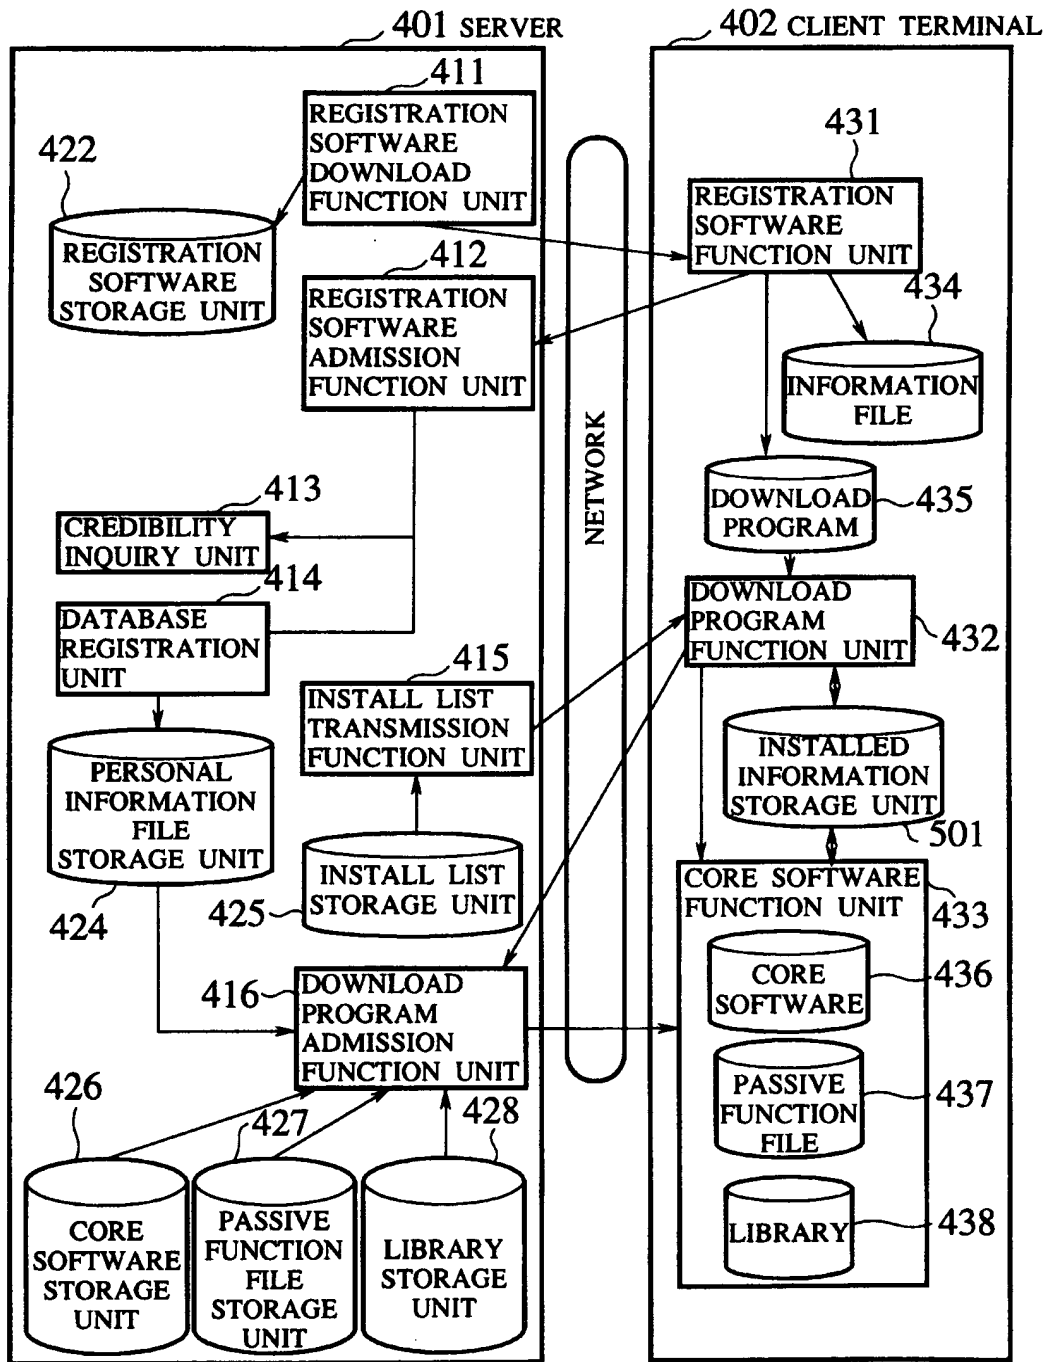 401 SERVER
411
REGISTRATION
SOFTWARE
DOWNLOAD
FUNCTION UNIT
422
REGISTRATION
SOFTWARE
STORAGE UNIT
412
REGISTRATION
SOFTWARE
ADMISSION
FUNCTION UNIT
413
CREDIBILITY
INQUIRY UNIT
414
DATABASE
REGISTRATION
UNIT
415
INSTALL LIST
TRANSMISSION
FUNCTION UNIT
PERSONAL
INFORMATION
FILE
STORAGE UNIT
424
INSTALL LIST
STORAGE UNIT
425
416
DOWNLOAD
PROGRAM
ADMISSION
FUNCTION UNIT
426
CORE
SOFTWARE
STORAGE
UNIT
427
PASSIVE
FUNCTION
FILE
STORAGE
UNIT
428
LIBRARY
STORAGE
UNIT
NETWORK
402 CLIENT TERMINAL
431
REGISTRATION
SOFTWARE
FUNCTION UNIT
434
INFORMATION
FILE
DOWNLOAD
PROGRAM
435
DOWNLOAD
PROGRAM
FUNCTION UNIT
432
INSTALLED
INFORMATION
STORAGE UNIT
501
CORE SOFTWARE
FUNCTION UNIT
433
CORE
SOFTWARE
436
PASSIVE
FUNCTION
FILE
437
LIBRARY
438